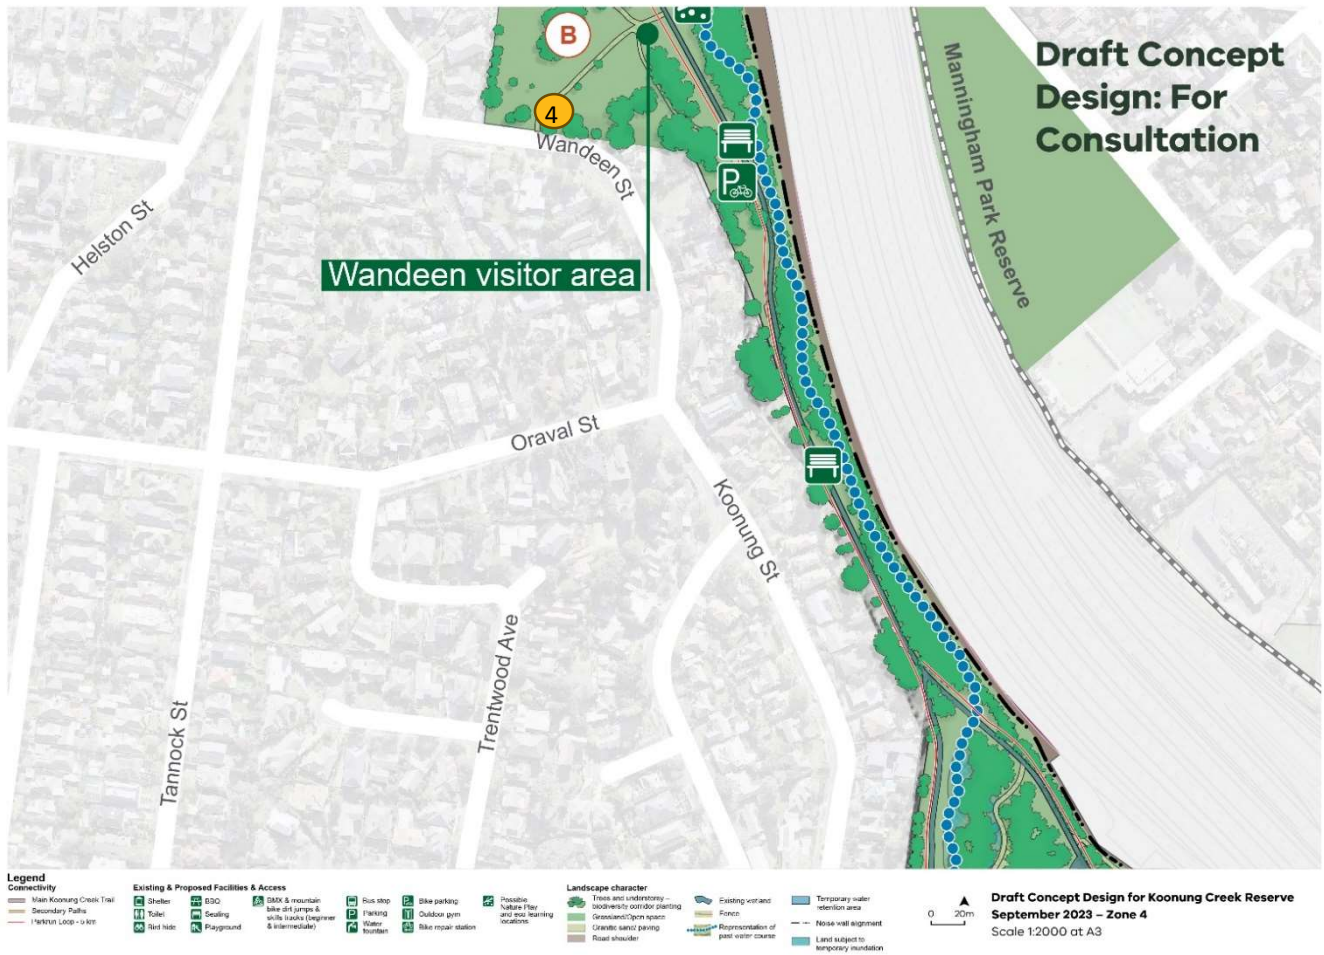 B
Draft Concept
Design: For
Consultation
Manningham Park Reserve
4
Wandeen St
P
Helston St
Wandeen visitor area
Oraval St
Koonung St
Trentwood Ave
Tannock St
Legend
Connectivity
Main Koonung Creek Trail
Secondary Paths
Parkrun Loop - 5 km
Existing & Proposed Facilities & Access
Shelter
Toilet
Bird hide
BBQ
Seating
Playground
BMX & mountain
bike dirt jumps &
skills tracks (beginner
& intermediate)
Bus stop
P
Parking
Water
fountain
Bike parking
Outdoor gym
Bike repair station
Possible
Nature Play
and eco learning
locations
Landscape character
Trees and understorey –
biodiversity corridor planting
Grassland/Open space
Granitic sand/ paving
Road shoulder
Existing wetland
Fence
Representation of
past water course
Temporary water
retention area
Noise wall alignment
Land subject to
temporary inundation
0 20m
Draft Concept Design for Koonung Creek Reserve
September 2023 – Zone 4
Scale 1:2000 at A3